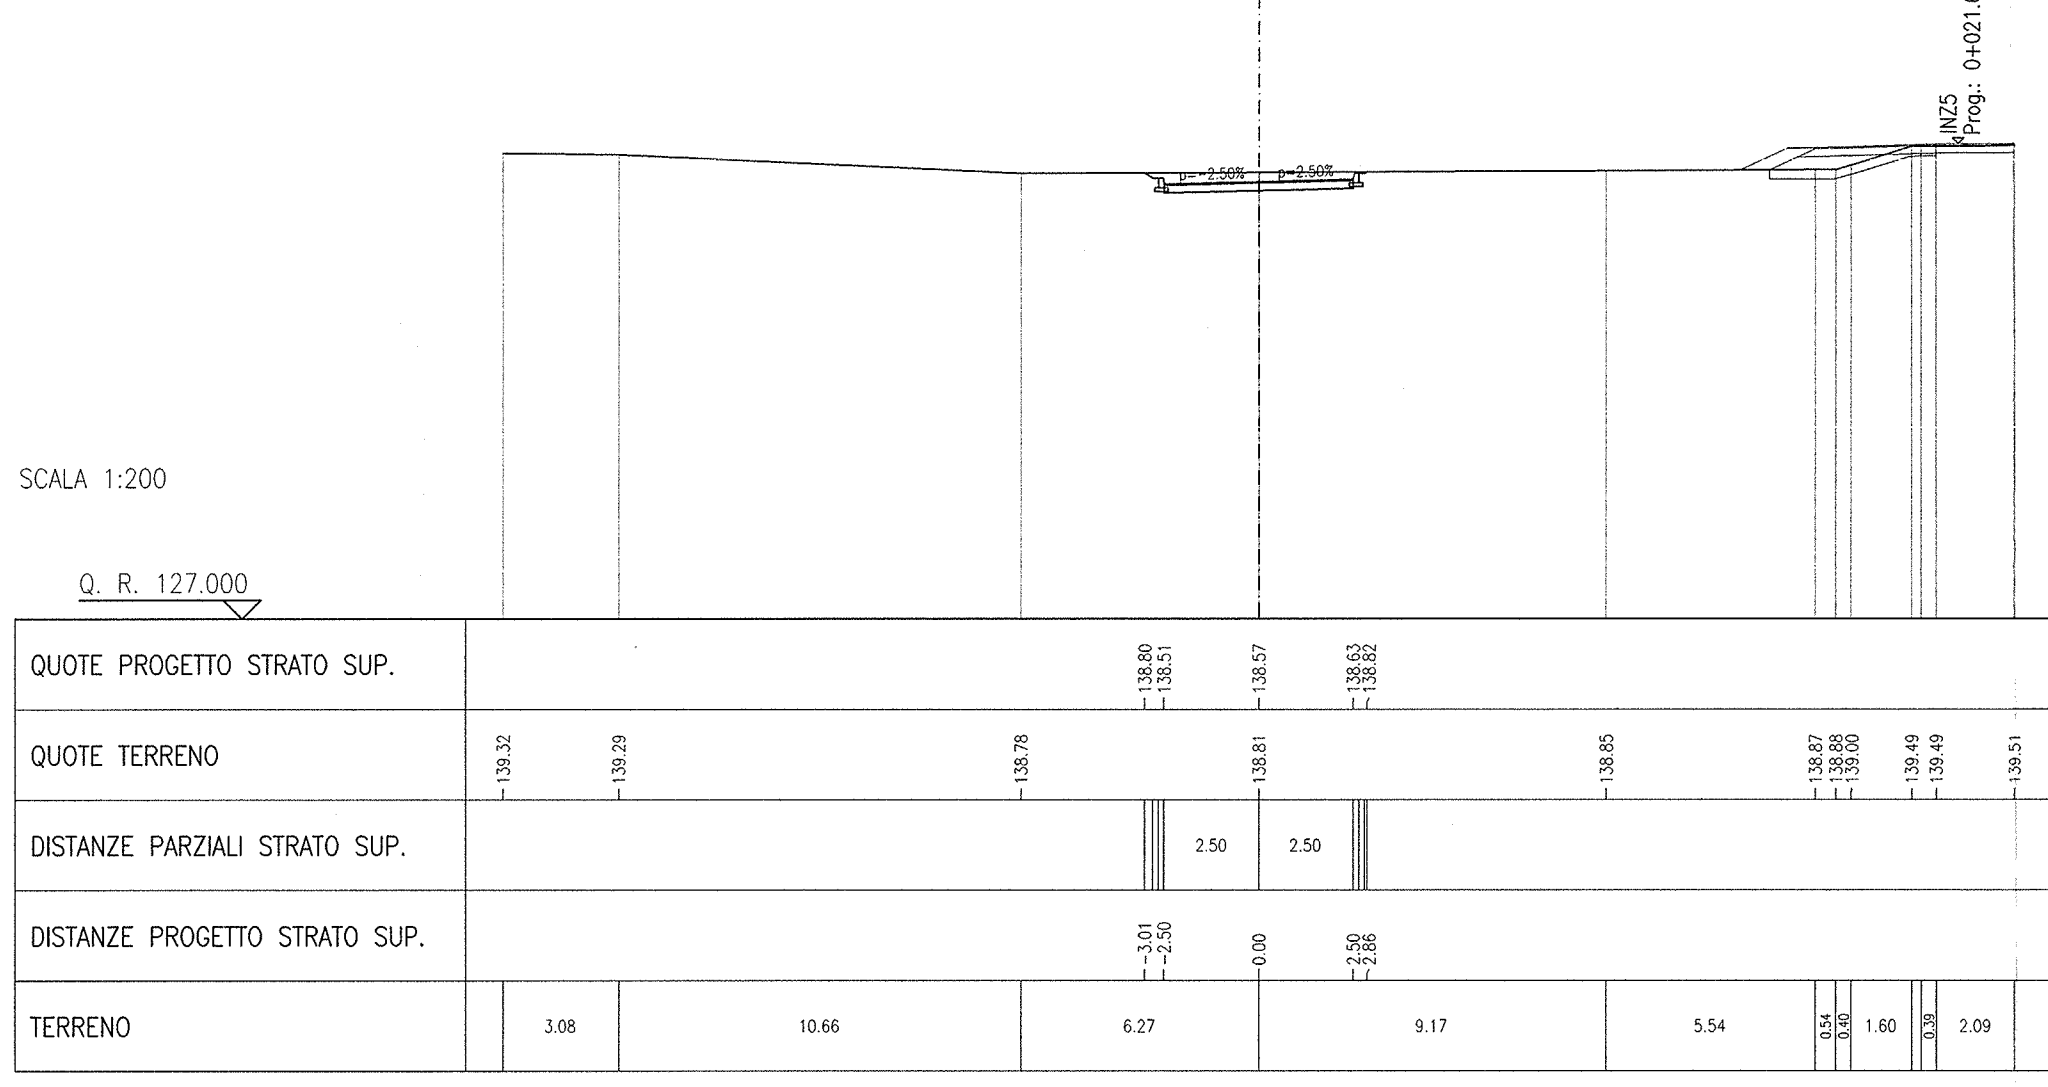 INZ5
Prog.: 0+021.
p=-2.50% p=2.50%
SCALA 1:200
Q. R. 127.000
QUOTE PROGETTO STRATO SUP.
138.80 138.51 138.57 138.63 138.82
QUOTE TERRENO
139.32 139.29 138.78 138.81 138.85 138.87 138.88 139.00 139.49 139.49 139.51
DISTANZE PARZIALI STRATO SUP.
2.50 2.50
DISTANZE PROGETTO STRATO SUP.
-3.01 -2.50 0.00 2.50 2.86
TERRENO
3.08 10.66 6.27 9.17 5.54 0.54 0.40 1.60 0.39 2.09